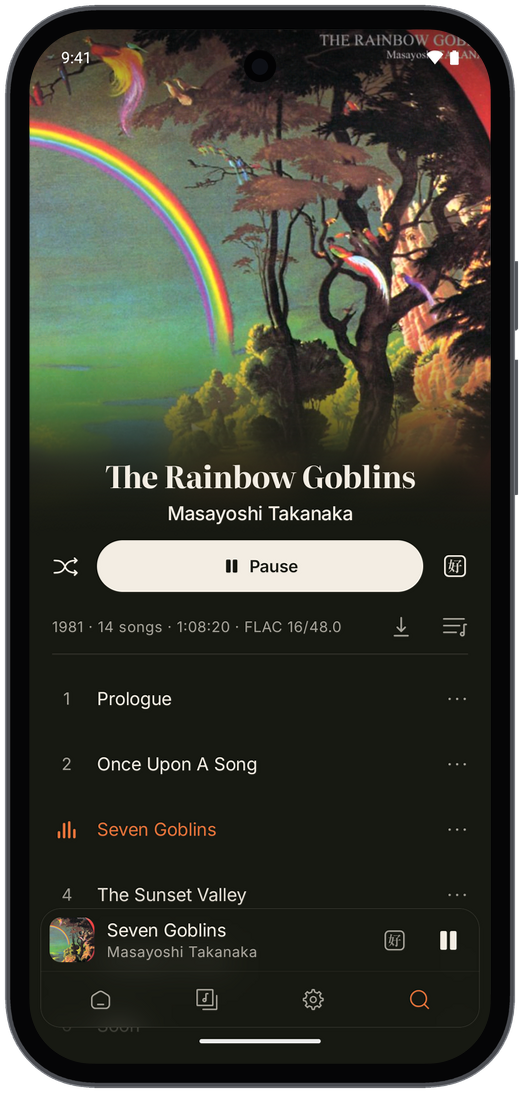 THE RAINBOW GOB
9:41
Masayos
The Rainbow Goblins
Masayoshi Takanaka
Pause
好
1981 · 14 songs · 1:08:20 · FLAC 16/48.0
1 Prologue ···
2 Once Upon A Song ···
Seven Goblins ···
4 The Sunset Valley ···
Seven Goblins
Masayoshi Takanaka
好
Soon